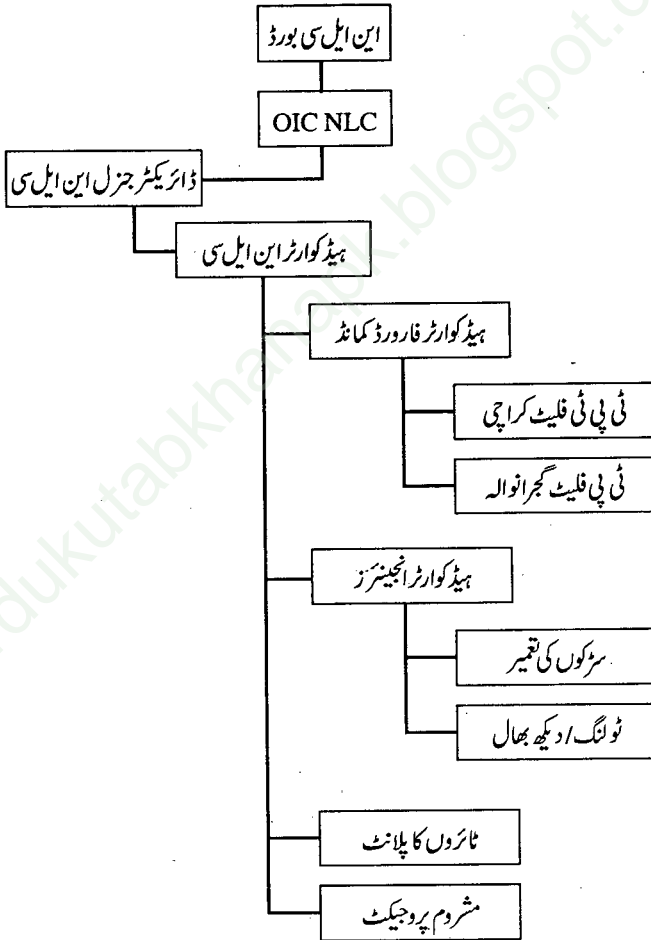 این ایل سی بورڈ
OIC NLC
ڈائریکٹر جنرل این ایل سی
ہیڈ کوارٹر این ایل سی
ہیڈ کوارٹر فارورڈ کمانڈ
ٹی پی ٹی فلیٹ کراچی
ٹی پی فلیٹ گجرانوالہ
ہیڈ کوارٹر انجینئرز
سڑکوں کی تعمیر
ٹولنگ/دیکھ بھال
ٹائروں کا پلانٹ
مشروم پروجیکٹ
urdukutabkhanapk.blogspot.c